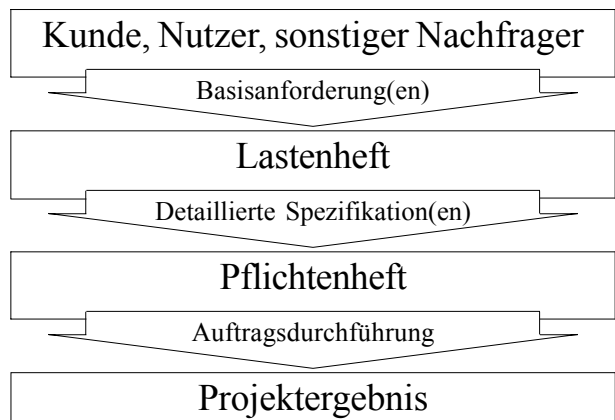 Kunde, Nutzer, sonstiger Nachfrager
Basisanforderung(en)
Lastenheft
Detaillierte Spezifikation(en)
Pflichtenheft
Auftragsdurchführung
Projektergebnis